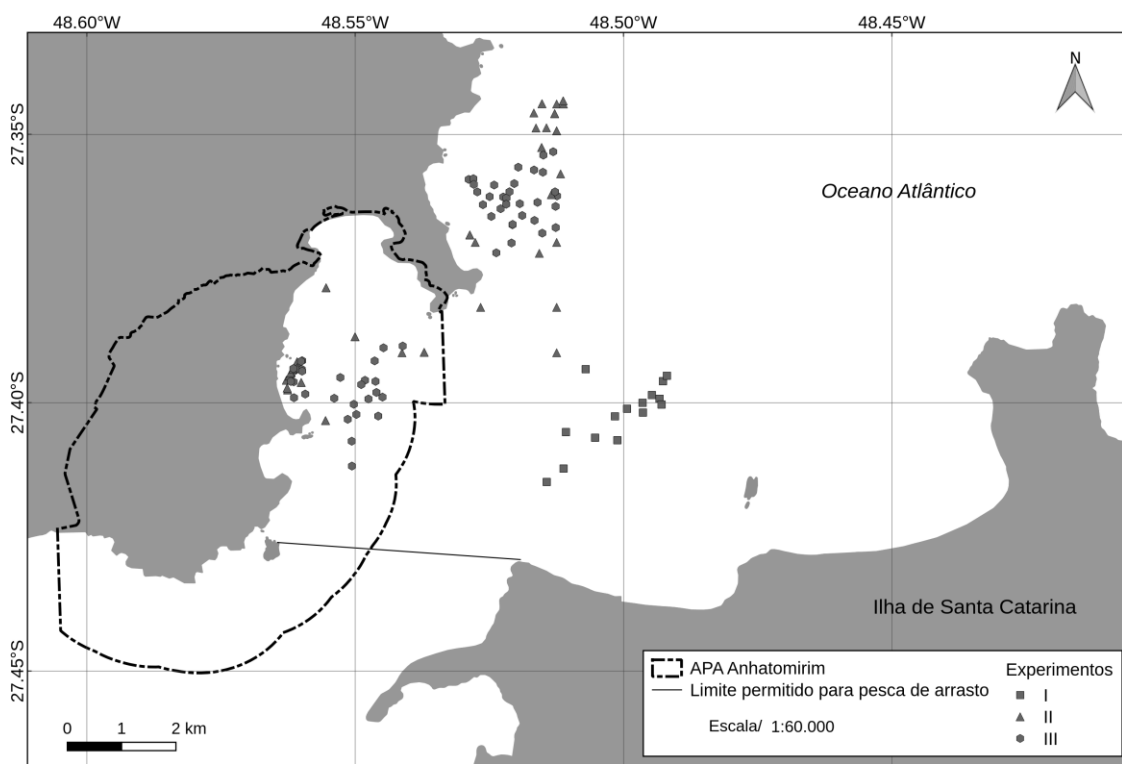 48.60°W 48.55°W 48.50°W 48.45°W
N
27.35°S
Oceano Atlântico
27.40°S
Ilha de Santa Catarina
27.45°S
APA Anhatomirim
Limite permitido para pesca de arrasto
Escala/ 1:60.000
Experimentos
I
II
III
0 1 2 km